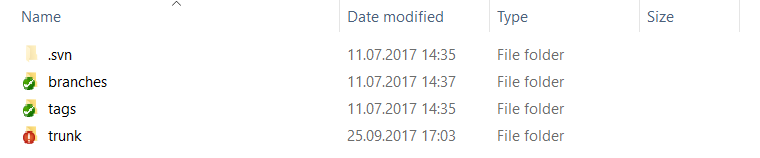 Name Date modified Type Size
.svn 11.07.2017 14:35 File folder
branches 11.07.2017 14:37 File folder
tags 11.07.2017 14:35 File folder
trunk 25.09.2017 17:03 File folder